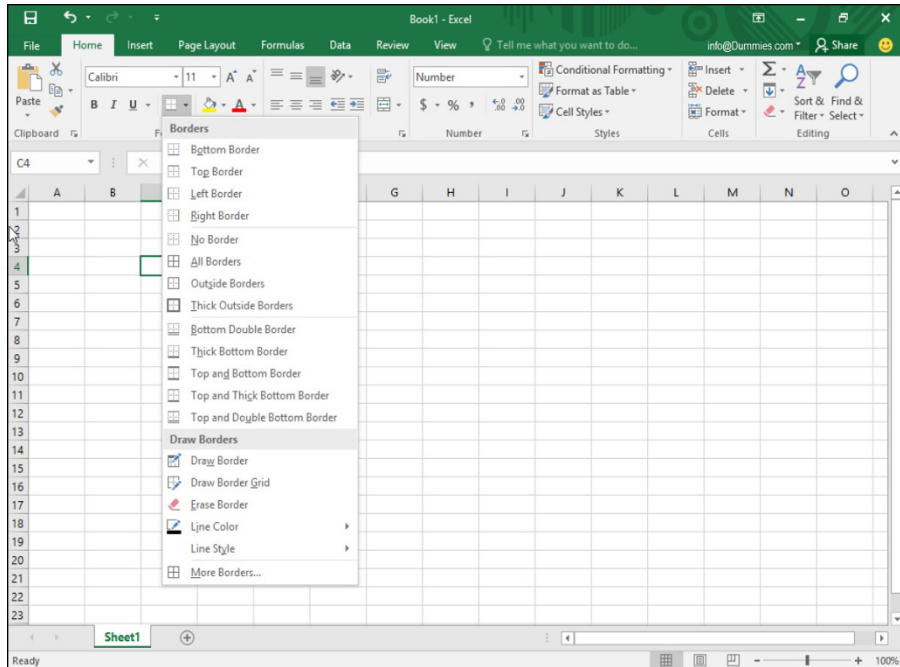 Book1 - Excel
File Home Insert Page Layout Formulas Data Review View Tell me what you want to do... info@Dummies.com Share
Calibri 11 Number Conditional Formatting Insert Σ
Paste Format as Table Delete Sort & Find &
B I U A $ % , Cell Styles Format Filter Select
Clipboard Number Styles Cells Editing
C4
A B G H I J K L M N O
Borders
Bottom Border
Top Border
Left Border
Right Border
No Border
All Borders
Outside Borders
Thick Outside Borders
Bottom Double Border
Thick Bottom Border
Top and Bottom Border
Top and Thick Bottom Border
Top and Double Bottom Border
Draw Borders
Draw Border
Draw Border Grid
Erase Border
Line Color
Line Style
More Borders...
1
2
3
4
5
6
7
8
9
10
11
12
13
14
15
16
17
18
19
20
21
22
23
Sheet1
Ready 100%